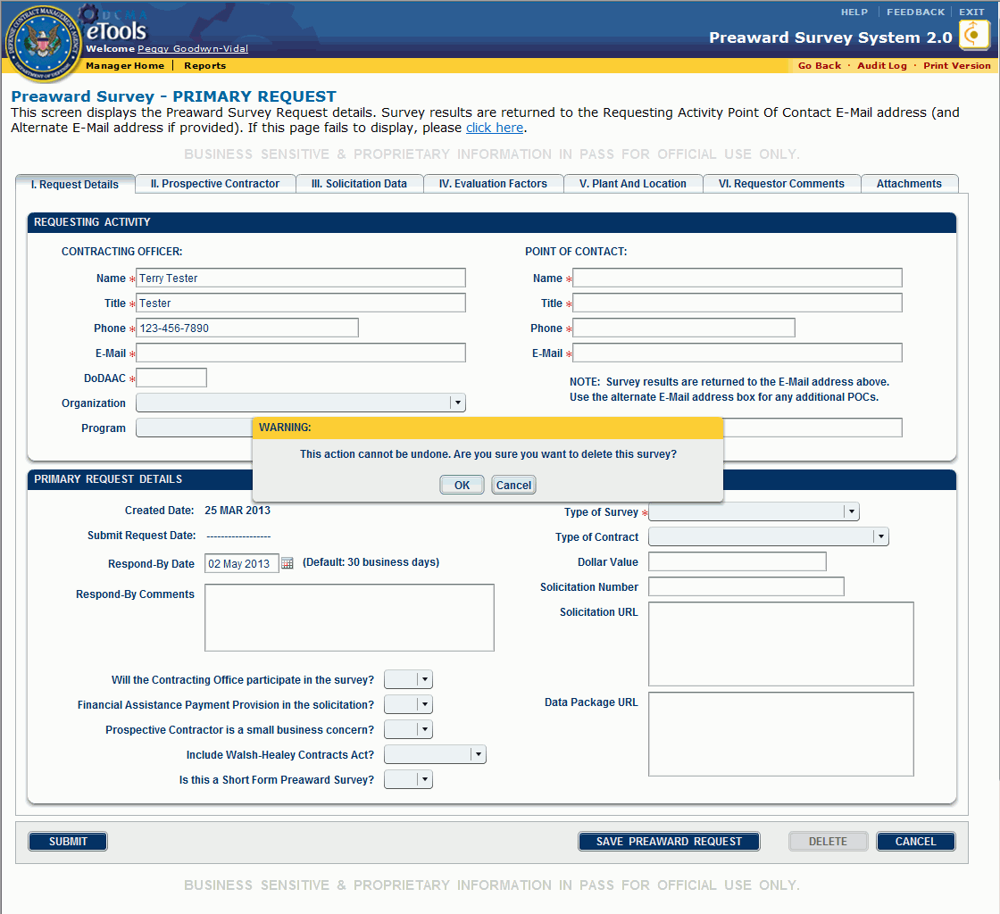 HELP FEEDBACK EXIT
DCMA
eTools
Preaward Survey System 2.0
Welcome Peggy Goodwyn-Vidal
DEFENSE CONTRACT MANAGEMENT AGENCY
DEPARTMENT OF DEFENSE
Manager Home | Reports
Go Back · Audit Log · Print Version
Preaward Survey - PRIMARY REQUEST
This screen displays the Preaward Survey Request details. Survey results are returned to the Requesting Activity Point Of Contact E-Mail address (and
Alternate E-Mail address if provided). If this page fails to display, please click here.
BUSINESS SENSITIVE & PROPRIETARY INFORMATION IN PASS FOR OFFICIAL USE ONLY.
I. Request Details II. Prospective Contractor III. Solicitation Data IV. Evaluation Factors V. Plant And Location VI. Requestor Comments Attachments
REQUESTING ACTIVITY
CONTRACTING OFFICER: POINT OF CONTACT:
Name * Terry Tester Name *
Title * Tester Title *
Phone * 123-456-7890 Phone *
E-Mail * E-Mail *
DoDAAC *
NOTE: Survey results are returned to the E-Mail address above.
Use the alternate E-Mail address box for any additional POCs.
Organization
Program
WARNING:
This action cannot be undone. Are you sure you want to delete this survey?
OK Cancel
PRIMARY REQUEST DETAILS
Created Date: 25 MAR 2013 Type of Survey *
Submit Request Date: ------------------ Type of Contract
Respond-By Date 02 May 2013 (Default: 30 business days) Dollar Value
Respond-By Comments Solicitation Number
Solicitation URL
Will the Contracting Office participate in the survey?
Financial Assistance Payment Provision in the solicitation? Data Package URL
Prospective Contractor is a small business concern?
Include Walsh-Healey Contracts Act?
Is this a Short Form Preaward Survey?
SUBMIT SAVE PREAWARD REQUEST DELETE CANCEL
BUSINESS SENSITIVE & PROPRIETARY INFORMATION IN PASS FOR OFFICIAL USE ONLY.